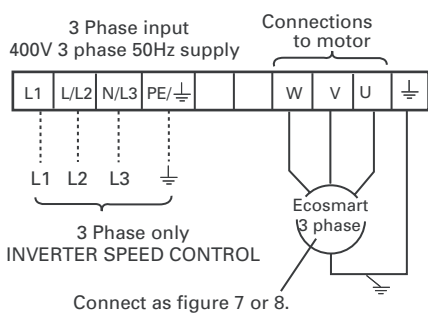 3 Phase input
400V 3 phase 50Hz supply
Connections
to motor
L1 L/L2 N/L3 PE/⏚ W V U ⏚
L1 L2 L3 ⏚
Ecosmart
3 phase
3 Phase only
INVERTER SPEED CONTROL
Connect as figure 7 or 8.